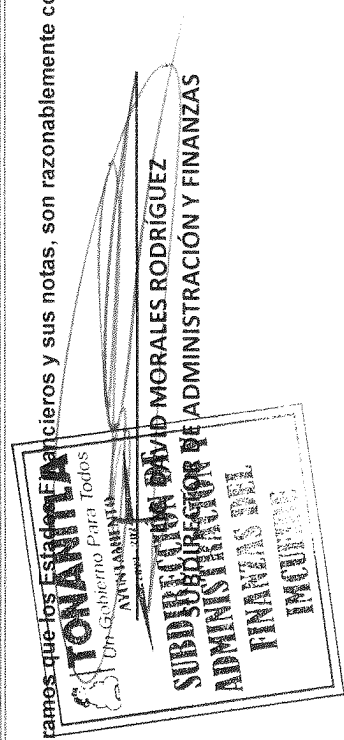 ramos que los Estados Financieros y sus notas, son razonablemente co
TONANITLA
Un Gobierno Para Todos
AYUNTAMIENTO
DAVID MORALES RODRÍGUEZ
SUBDIRECTOR DE ADMINISTRACIÓN Y FINANZAS
SUBDIRECCIÓN DE
ADMINISTRACIÓN Y
FINANZAS DEL
IMCUFIDE